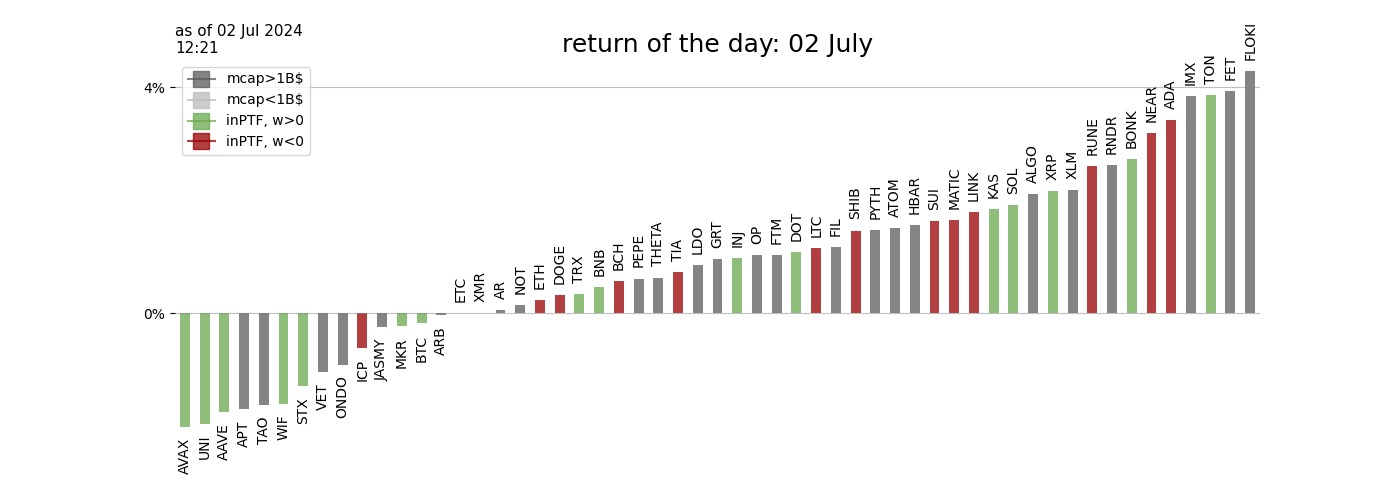 as of 02 Jul 2024
12:21
return of the day: 02 July
mcap>1B$
mcap<1B$
inPTF, w>0
inPTF, w<0
4%
0%
AVAX
UNI
AAVE
APT
TAO
WIF
STX
VET
ONDO
ICP
JASMY
MKR
BTC
ARB
ETC
XMR
AR
NOT
ETH
DOGE
TRX
BNB
BCH
PEPE
THETA
TIA
LDO
GRT
INJ
OP
FTM
DOT
LTC
FIL
SHIB
PYTH
ATOM
HBAR
SUI
MATIC
LINK
KAS
SOL
ALGO
XRP
XLM
RUNE
RNDR
BONK
NEAR
ADA
IMX
TON
FET
FLOKI